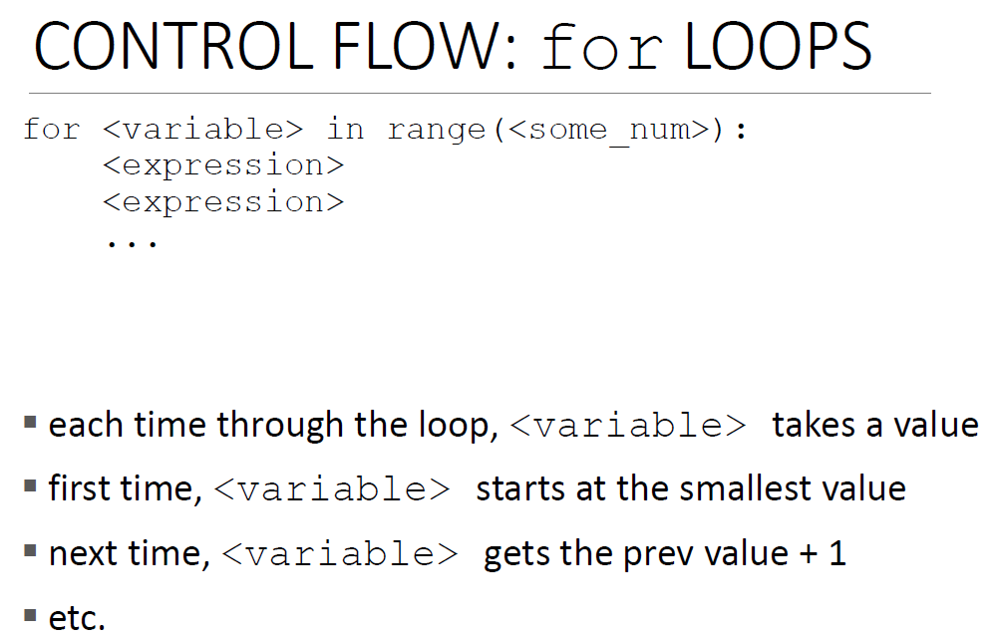 CONTROL FLOW: for LOOPS
for <variable> in range(<some_num>):
    <expression>
    <expression>
    ...
▪ each time through the loop, <variable> takes a value
▪ first time, <variable> starts at the smallest value
▪ next time, <variable> gets the prev value + 1
▪ etc.